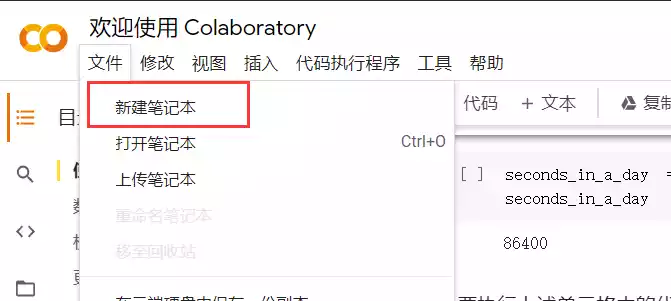 欢迎使用 Colaboratory
文件 修改 视图 插入 代码执行程序 工具 帮助
新建笔记本
打开笔记本 Ctrl+O
上传笔记本
重命名笔记本
移至回收站
代码 + 文本 复制
[ ] seconds_in_a_day =
seconds_in_a_day
86400